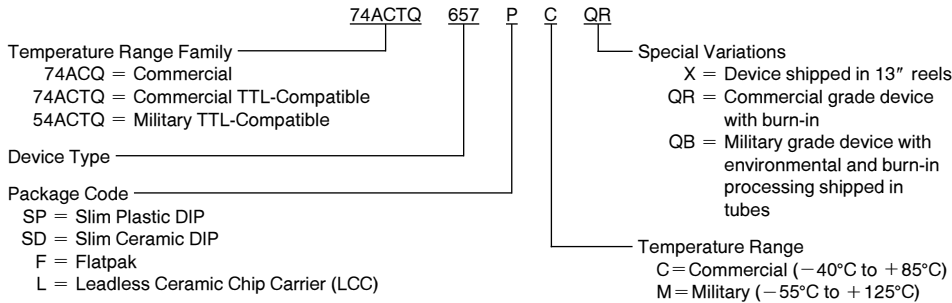 74ACTQ 657 P C QR
Temperature Range Family
74ACQ = Commercial
74ACTQ = Commercial TTL-Compatible
54ACTQ = Military TTL-Compatible
Device Type
Package Code
SP = Slim Plastic DIP
SD = Slim Ceramic DIP
F = Flatpak
L = Leadless Ceramic Chip Carrier (LCC)
Special Variations
X = Device shipped in 13″ reels
QR = Commercial grade device
with burn-in
QB = Military grade device with
environmental and burn-in
processing shipped in
tubes
Temperature Range
C=Commercial (−40°C to +85°C)
M=Military (−55°C to +125°C)